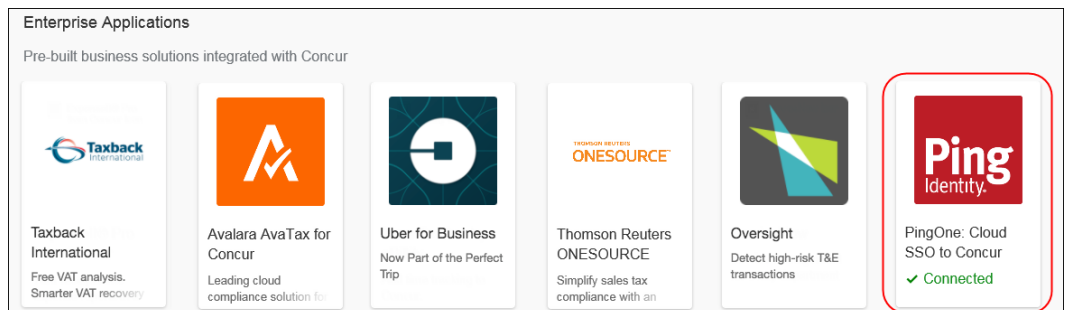 Enterprise Applications
Pre-built business solutions integrated with Concur
Taxback
International
Taxback
International
Free VAT analysis.
Smarter VAT recovery
Avalara AvaTax for
Concur
Leading cloud
compliance solution for
Uber for Business
Now Part of the Perfect
Trip
THOMSON REUTERS
ONESOURCE™
Thomson Reuters
ONESOURCE
Simplify sales tax
compliance with an
Oversight
Detect high-risk T&E
transactions
Ping
Identity.
PingOne: Cloud
SSO to Concur
Connected